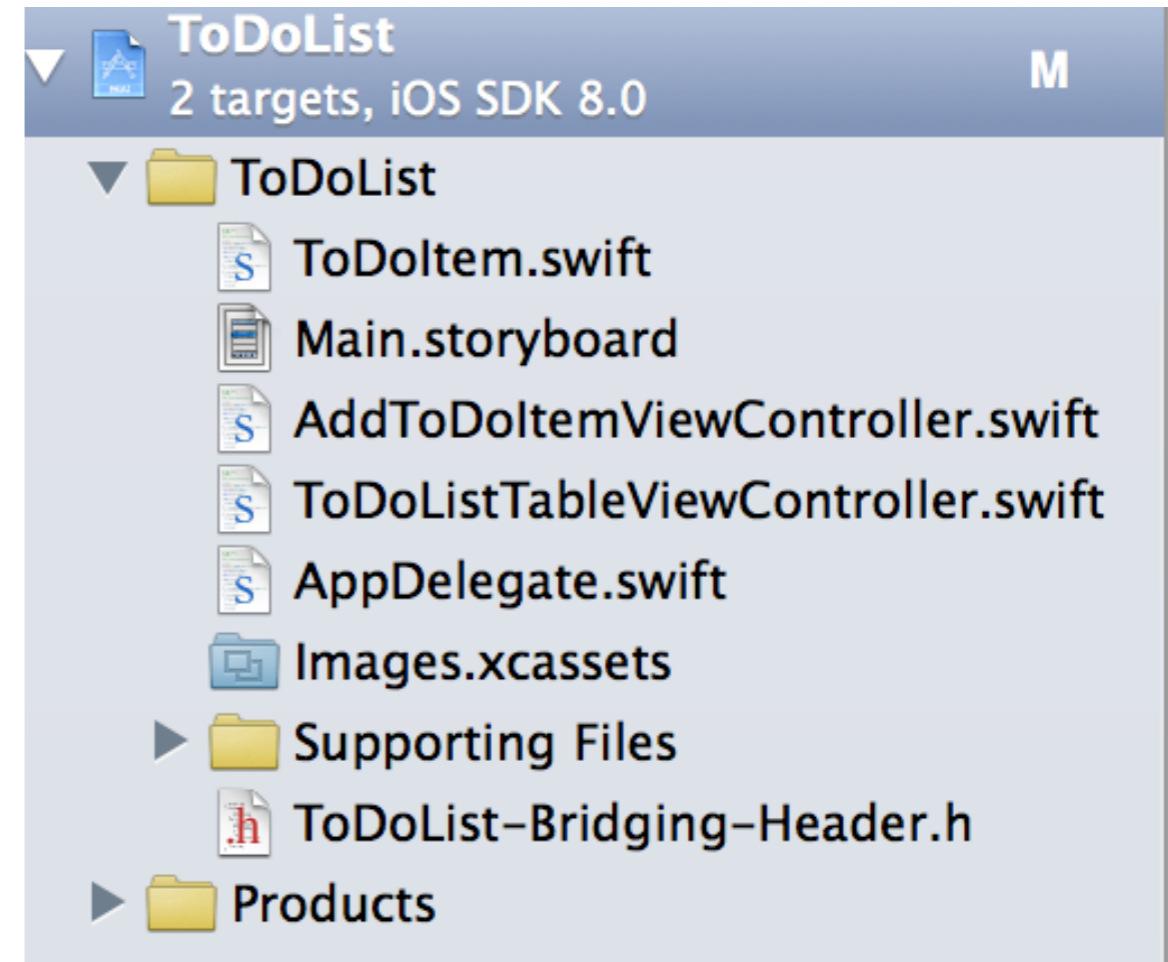 ToDoList
M
2 targets, iOS SDK 8.0
ToDoList
ToDoItem.swift
Main.storyboard
AddToDoItemViewController.swift
ToDoListTableViewController.swift
AppDelegate.swift
Images.xcassets
Supporting Files
ToDoList-Bridging-Header.h
Products